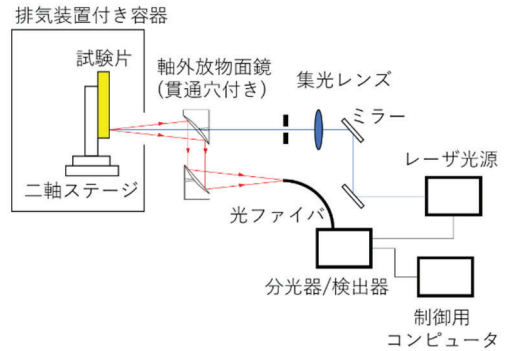 排気装置付き容器
試験片
軸外放物面鏡
(貫通穴付き)
集光レンズ
ミラー
レーザ光源
二軸ステージ
光ファイバ
分光器/検出器
制御用
コンピュータ